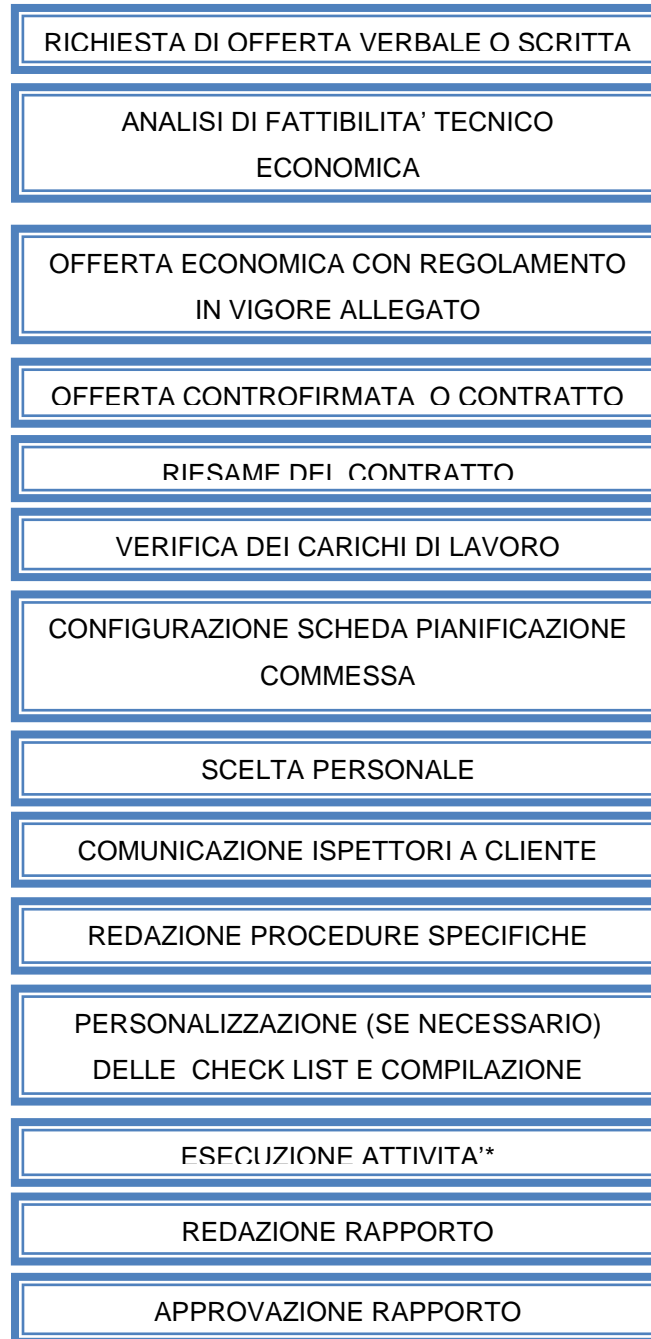 RICHIESTA DI OFFERTA VERBALE O SCRITTA
ANALISI DI FATTIBILITA’ TECNICO
ECONOMICA
OFFERTA ECONOMICA CON REGOLAMENTO
IN VIGORE ALLEGATO
OFFERTA CONTROFIRMATA O CONTRATTO
RIESAME DEL CONTRATTO
VERIFICA DEI CARICHI DI LAVORO
CONFIGURAZIONE SCHEDA PIANIFICAZIONE
COMMESSA
SCELTA PERSONALE
COMUNICAZIONE ISPETTORI A CLIENTE
REDAZIONE PROCEDURE SPECIFICHE
PERSONALIZZAZIONE (SE NECESSARIO)
DELLE CHECK LIST E COMPILAZIONE
ESECUZIONE ATTIVITA’*
REDAZIONE RAPPORTO
APPROVAZIONE RAPPORTO